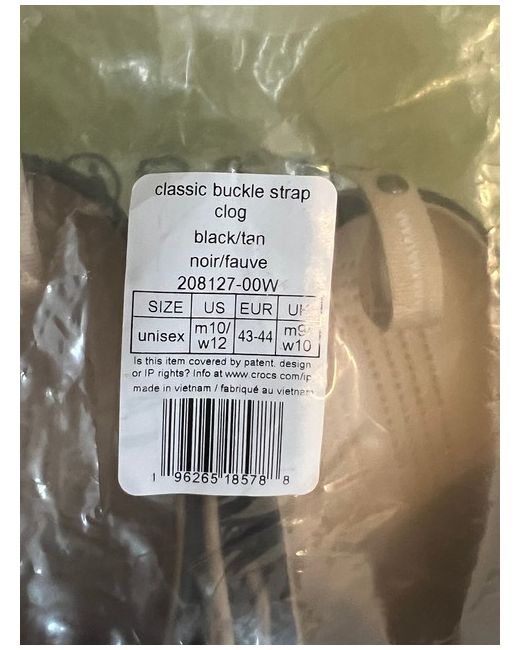 classic buckle strap
clog
black/tan
noir/fauve
208127-00W
SIZE US EUR UK
unisex m10/ w12 43-44 m9/ w10
Is this item covered by patent, design
or IP rights? Info at www.crocs.com/ip
made in vietnam / fabriqué au vietnam
1 96265 18578 8